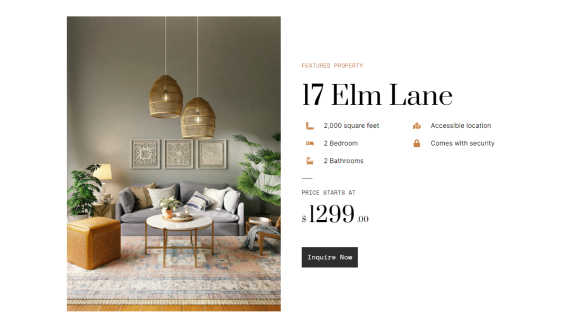 FEATURED PROPERTY
17 Elm Lane
2,000 square feet
Accessible location
2 Bedroom
Comes with security
2 Bathrooms
PRICE STARTS AT
$1299.00
Inquire Now